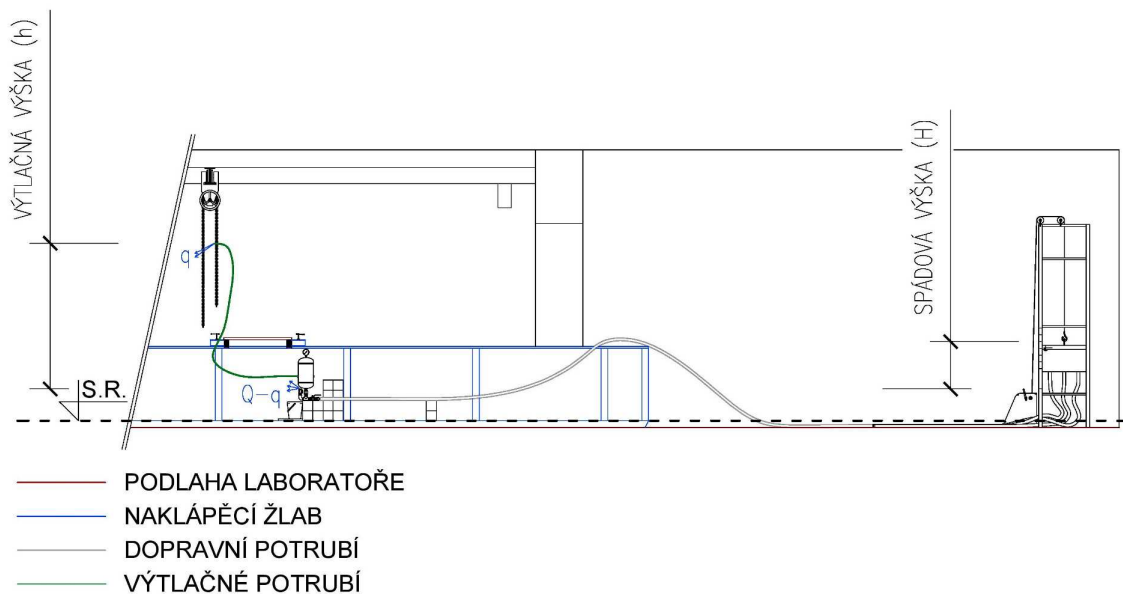 VÝTLAČNÁ VÝŠKA (h)
SPÁDOVÁ VÝŠKA (H)
q
Q-q
S.R.
PODLAHA LABORATOŘE
NAKLÁPĚCÍ ŽLAB
DOPRAVNÍ POTRUBÍ
VÝTLAČNÉ POTRUBÍ